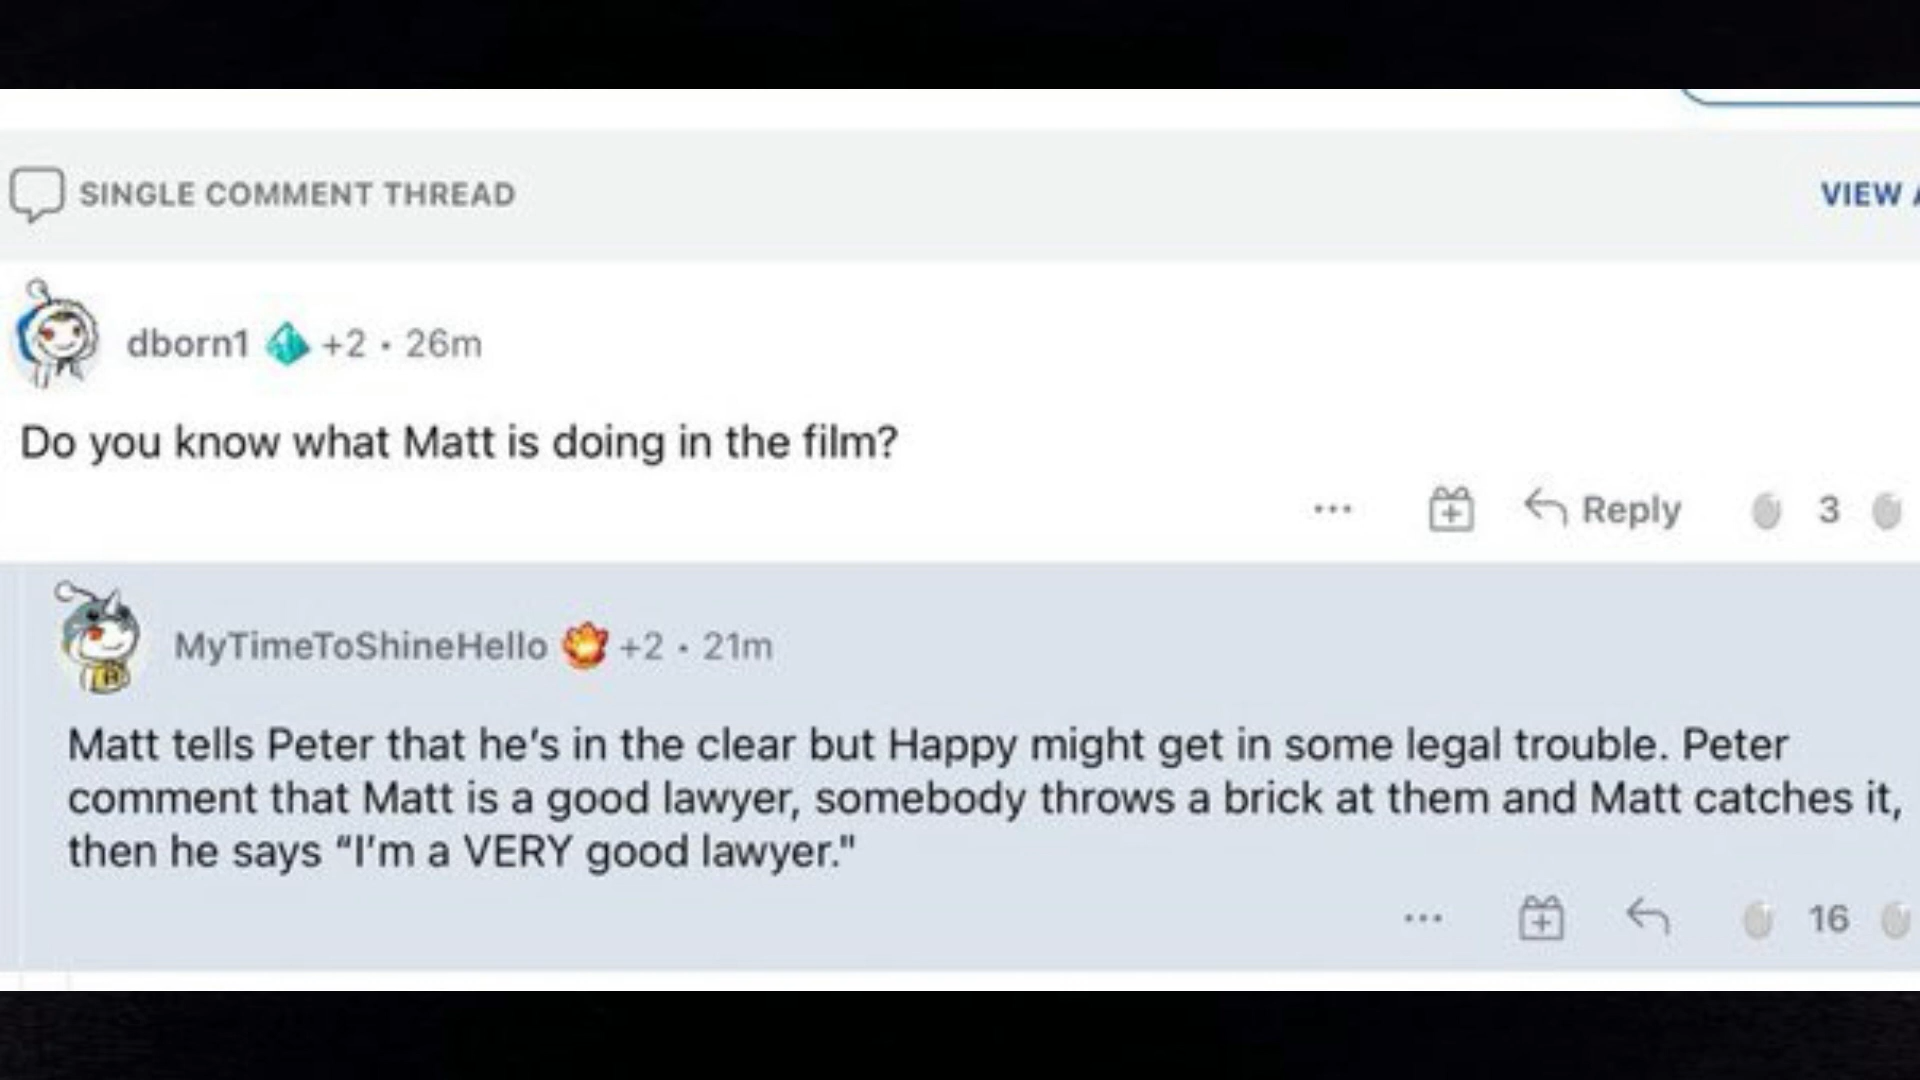 SINGLE COMMENT THREAD
VIEW A
dborn1 +2 · 26m
Do you know what Matt is doing in the film?
... Reply 3
MyTimeToShineHello +2 · 21m
Matt tells Peter that he's in the clear but Happy might get in some legal trouble. Peter
comment that Matt is a good lawyer, somebody throws a brick at them and Matt catches it,
then he says “I'm a VERY good lawyer."
... 16